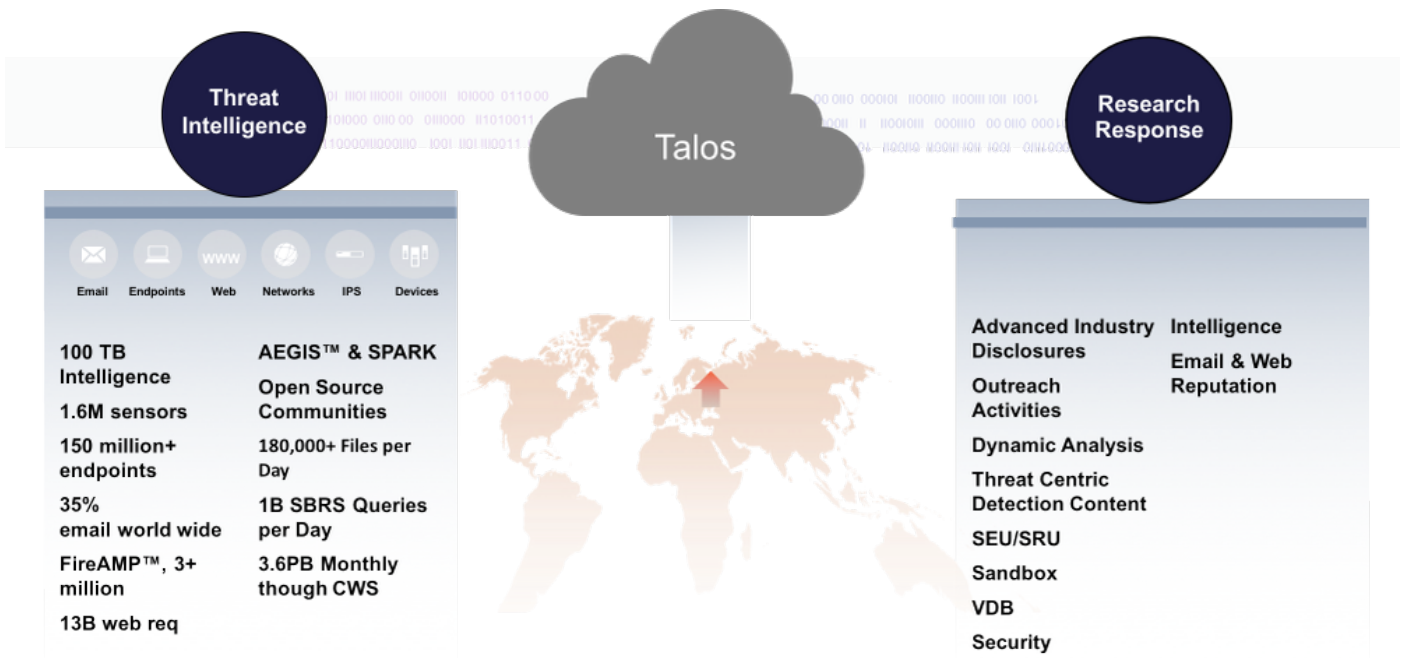 Threat
Intelligence
Talos
Research
Response
www
Email
Endpoints
Web
Networks
IPS
Devices
100 TB
Intelligence
1.6M sensors
150 million+
endpoints
35%
email world wide
FireAMP™, 3+
million
13B web req
AEGIS™ & SPARK
Open Source
Communities
180,000+ Files per
Day
1B SBRS Queries
per Day
3.6PB Monthly
though CWS
Advanced Industry
Disclosures
Outreach
Activities
Dynamic Analysis
Threat Centric
Detection Content
SEU/SRU
Sandbox
VDB
Security
Intelligence
Email & Web
Reputation